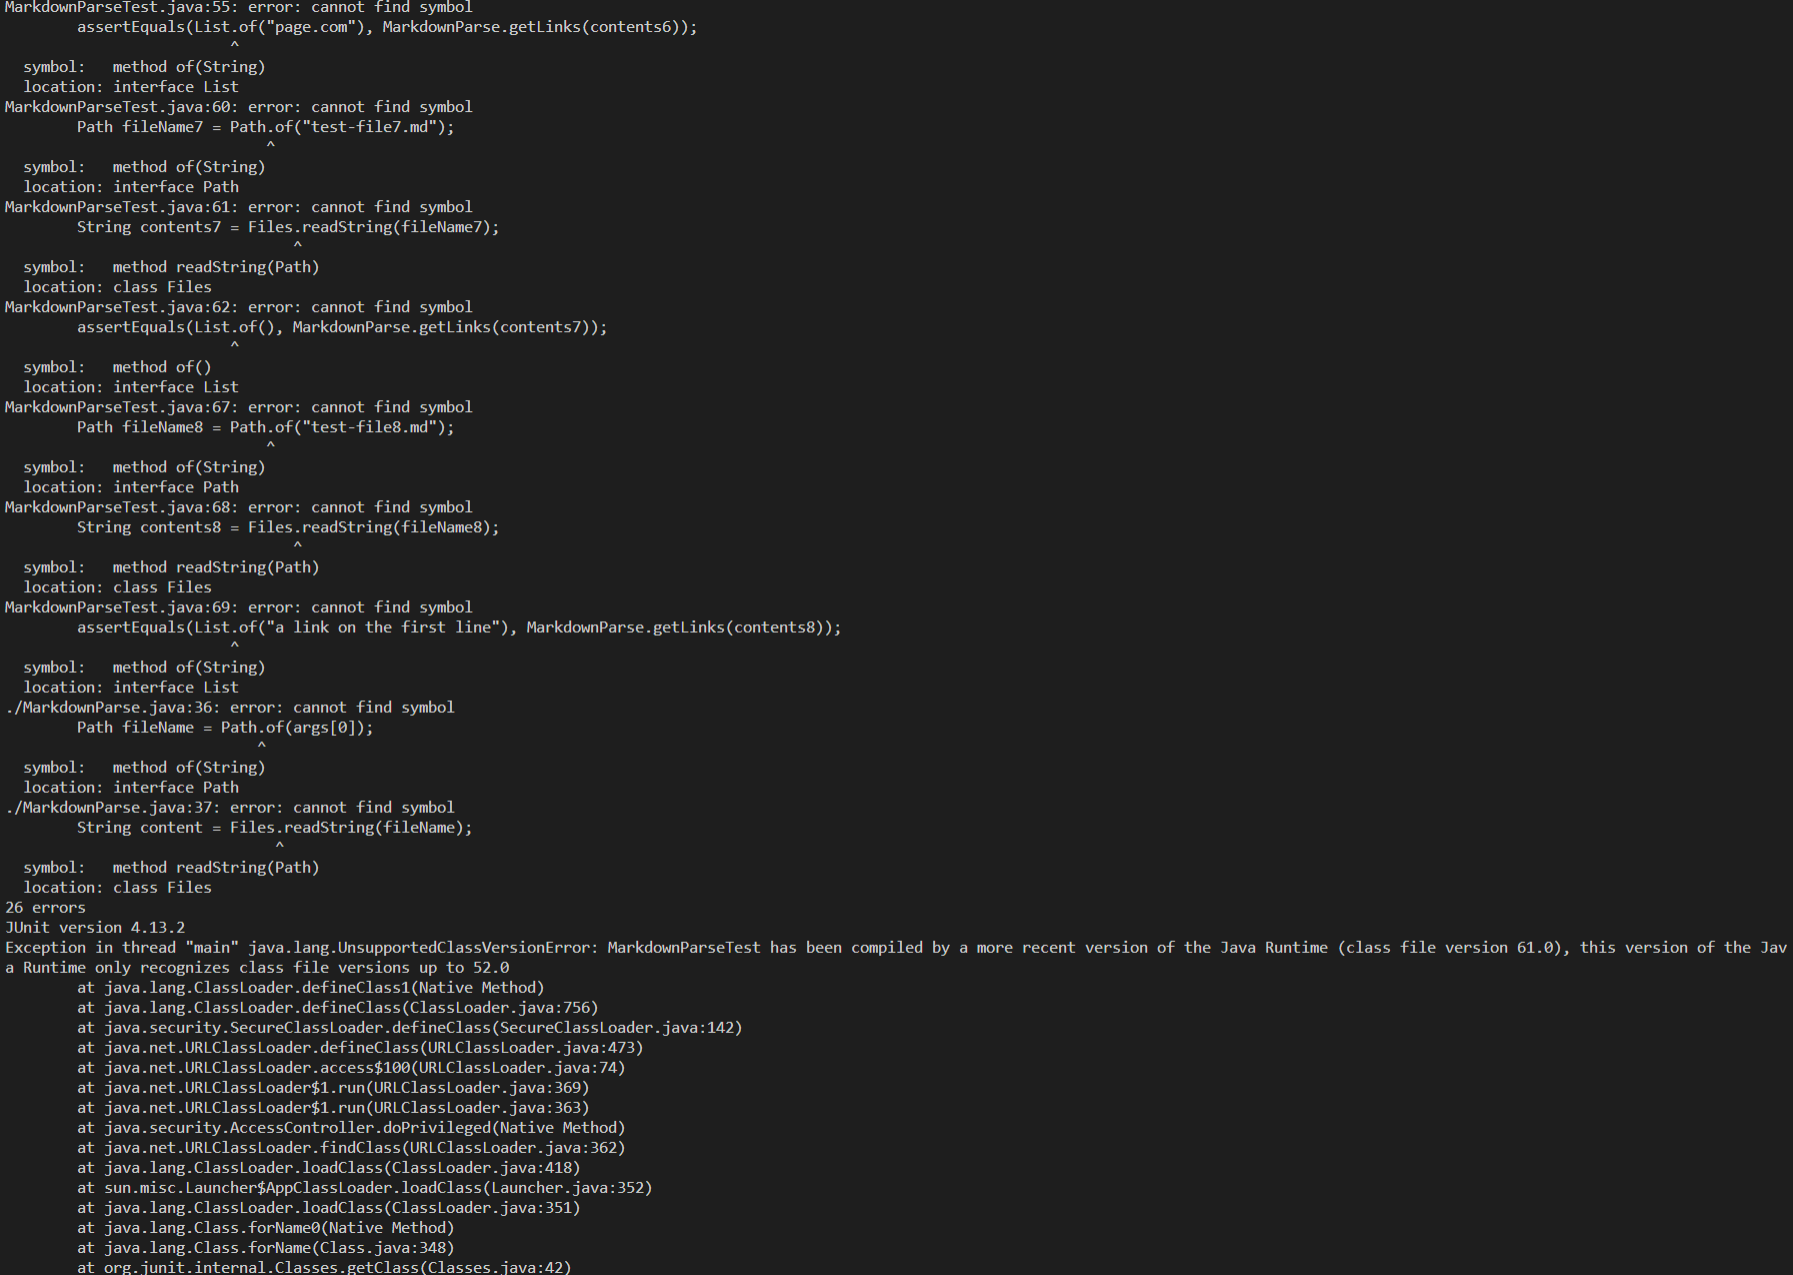 MarkdownParseTest.java:55: error: cannot find symbol
        assertEquals(List.of("page.com"), MarkdownParse.getLinks(contents6));
                         ^
  symbol:   method of(String)
  location: interface List
MarkdownParseTest.java:60: error: cannot find symbol
        Path fileName7 = Path.of("test-file7.md");
                             ^
  symbol:   method of(String)
  location: interface Path
MarkdownParseTest.java:61: error: cannot find symbol
        String contents7 = Files.readString(fileName7);
                                ^
  symbol:   method readString(Path)
  location: class Files
MarkdownParseTest.java:62: error: cannot find symbol
        assertEquals(List.of(), MarkdownParse.getLinks(contents7));
                         ^
  symbol:   method of()
  location: interface List
MarkdownParseTest.java:67: error: cannot find symbol
        Path fileName8 = Path.of("test-file8.md");
                             ^
  symbol:   method of(String)
  location: interface Path
MarkdownParseTest.java:68: error: cannot find symbol
        String contents8 = Files.readString(fileName8);
                                ^
  symbol:   method readString(Path)
  location: class Files
MarkdownParseTest.java:69: error: cannot find symbol
        assertEquals(List.of("a link on the first line"), MarkdownParse.getLinks(contents8));
                         ^
  symbol:   method of(String)
  location: interface List
./MarkdownParse.java:36: error: cannot find symbol
        Path fileName = Path.of(args[0]);
                            ^
  symbol:   method of(String)
  location: interface Path
./MarkdownParse.java:37: error: cannot find symbol
        String content = Files.readString(fileName);
                              ^
  symbol:   method readString(Path)
  location: class Files
26 errors
JUnit version 4.13.2
Exception in thread "main" java.lang.UnsupportedClassVersionError: MarkdownParseTest has been compiled by a more recent version of the Java Runtime (class file version 61.0), this version of the Jav
a Runtime only recognizes class file versions up to 52.0
        at java.lang.ClassLoader.defineClass1(Native Method)
        at java.lang.ClassLoader.defineClass(ClassLoader.java:756)
        at java.security.SecureClassLoader.defineClass(SecureClassLoader.java:142)
        at java.net.URLClassLoader.defineClass(URLClassLoader.java:473)
        at java.net.URLClassLoader.access$100(URLClassLoader.java:74)
        at java.net.URLClassLoader$1.run(URLClassLoader.java:369)
        at java.net.URLClassLoader$1.run(URLClassLoader.java:363)
        at java.security.AccessController.doPrivileged(Native Method)
        at java.net.URLClassLoader.findClass(URLClassLoader.java:362)
        at java.lang.ClassLoader.loadClass(ClassLoader.java:418)
        at sun.misc.Launcher$AppClassLoader.loadClass(Launcher.java:352)
        at java.lang.ClassLoader.loadClass(ClassLoader.java:351)
        at java.lang.Class.forName0(Native Method)
        at java.lang.Class.forName(Class.java:348)
        at org.junit.internal.Classes.getClass(Classes.java:42)